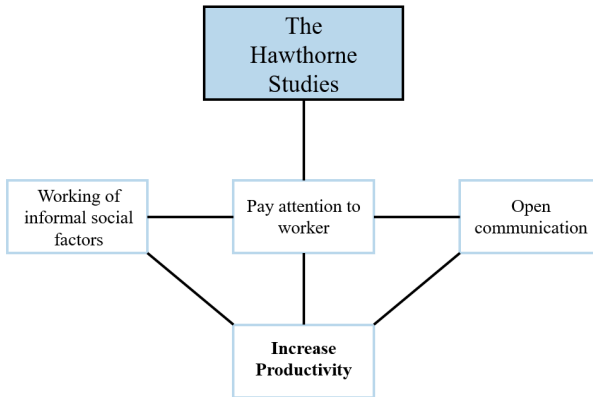 The
Hawthorne
Studies
Working of
informal social
factors
Pay attention to
worker
Open
communication
Increase
Productivity